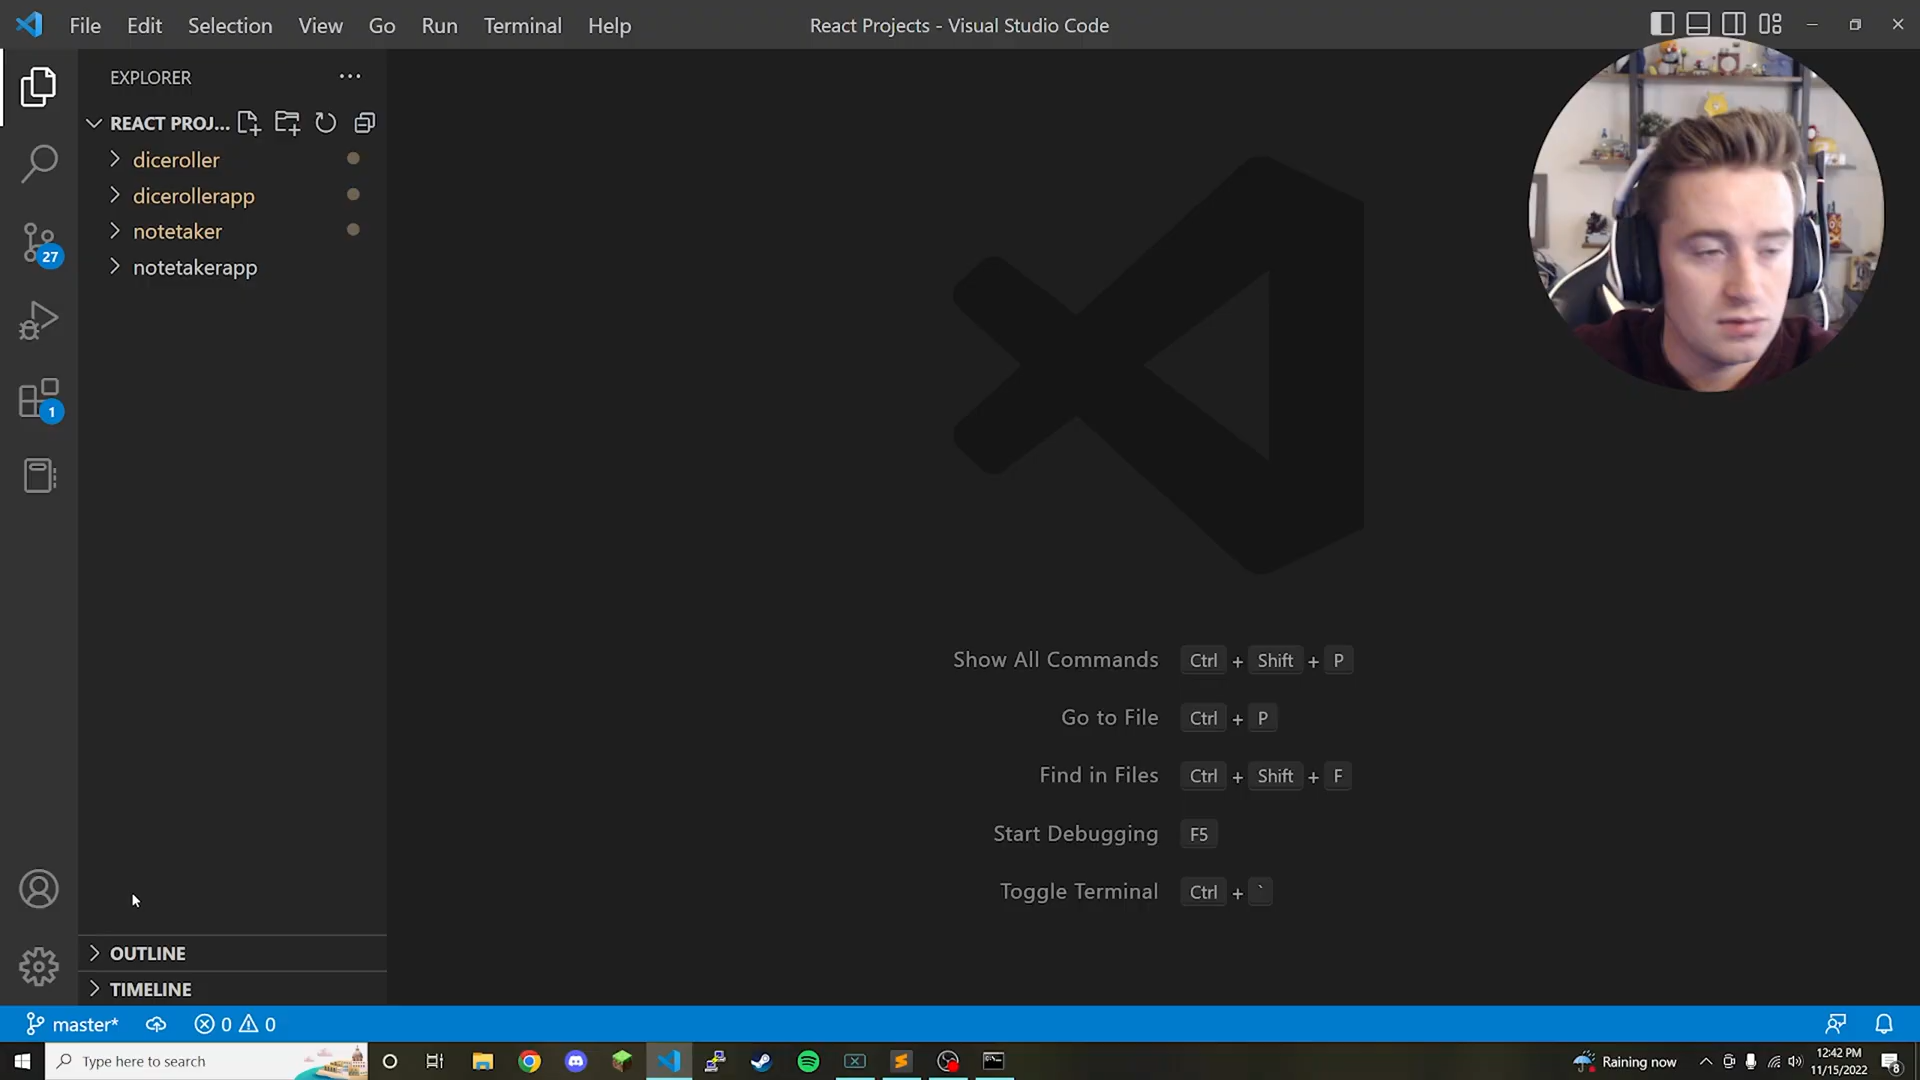 File Edit Selection View Go Run Terminal Help React Projects - Visual Studio Code
EXPLORER
REACT PROJ...
diceroller
dicerollerapp
notetaker
notetakerapp
27
1
Show All Commands Ctrl + Shift + P
Go to File Ctrl + P
Find in Files Ctrl + Shift + F
Start Debugging F5
Toggle Terminal Ctrl + `
OUTLINE
TIMELINE
master* 0 0
Type here to search Raining now 12:42 PM
11/15/2022
8